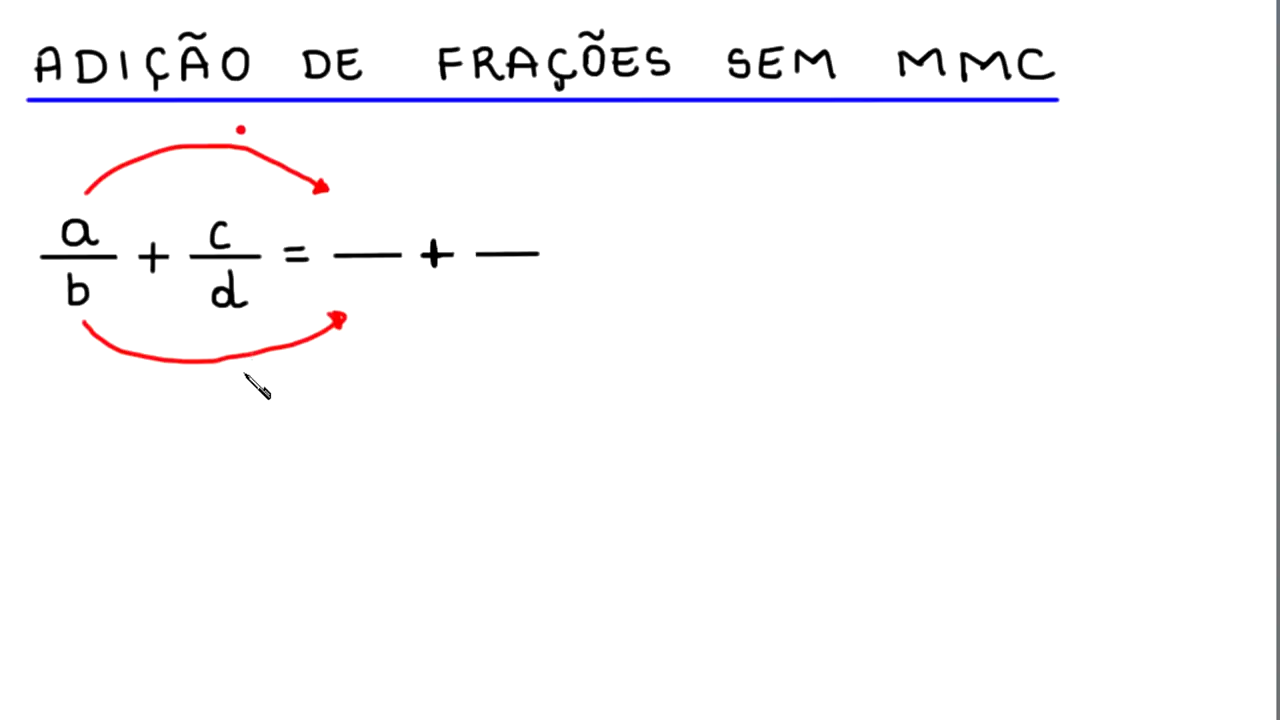 ADIÇÃO DE FRAÇÕES SEM MMC
a/b + c/d = — + —